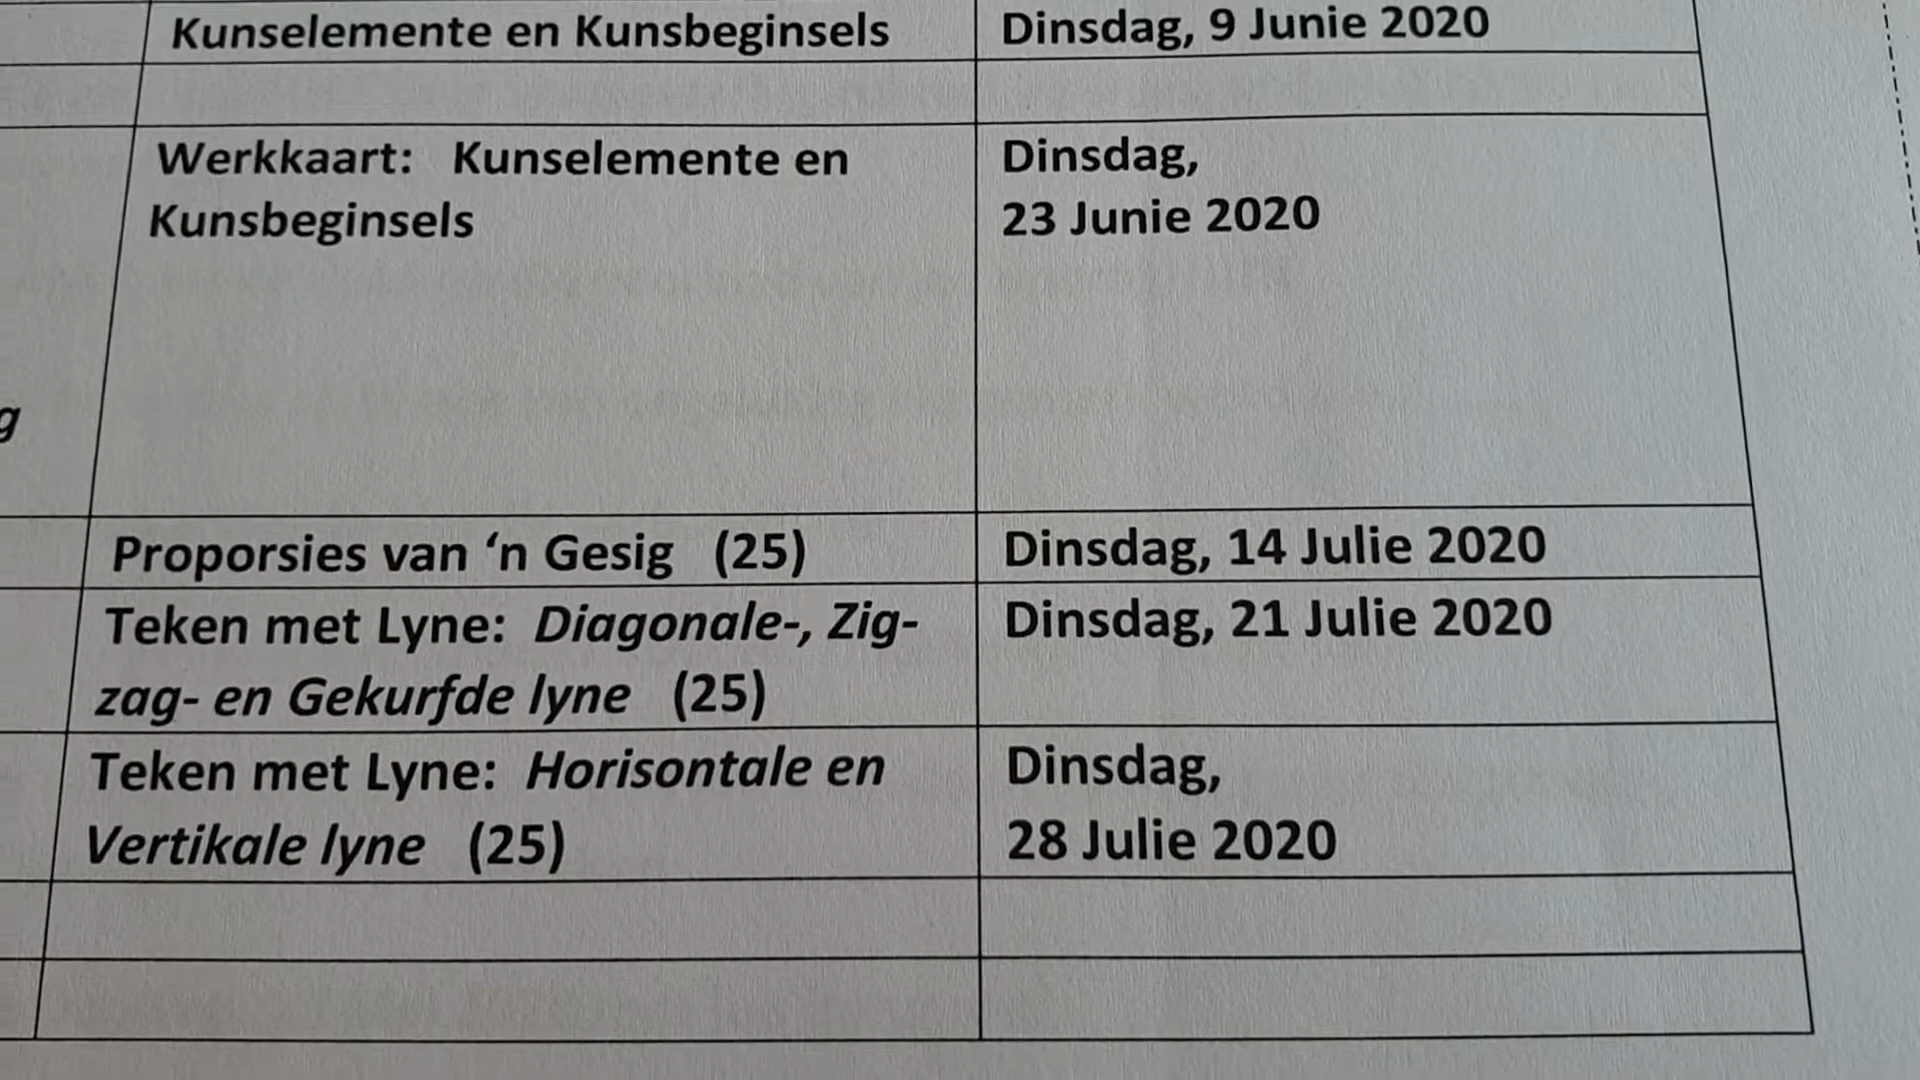 Kunselemente en Kunsbeginsels Dinsdag, 9 Junie 2020
Werkkaart: Kunselemente en
Kunsbeginsels
Dinsdag,
23 Junie 2020
g
Proporsies van ‘n Gesig (25) Dinsdag, 14 Julie 2020
Teken met Lyne: Diagonale-, Zig-
zag- en Gekurfde lyne (25)
Dinsdag, 21 Julie 2020
Teken met Lyne: Horisontale en
Vertikale lyne (25)
Dinsdag,
28 Julie 2020